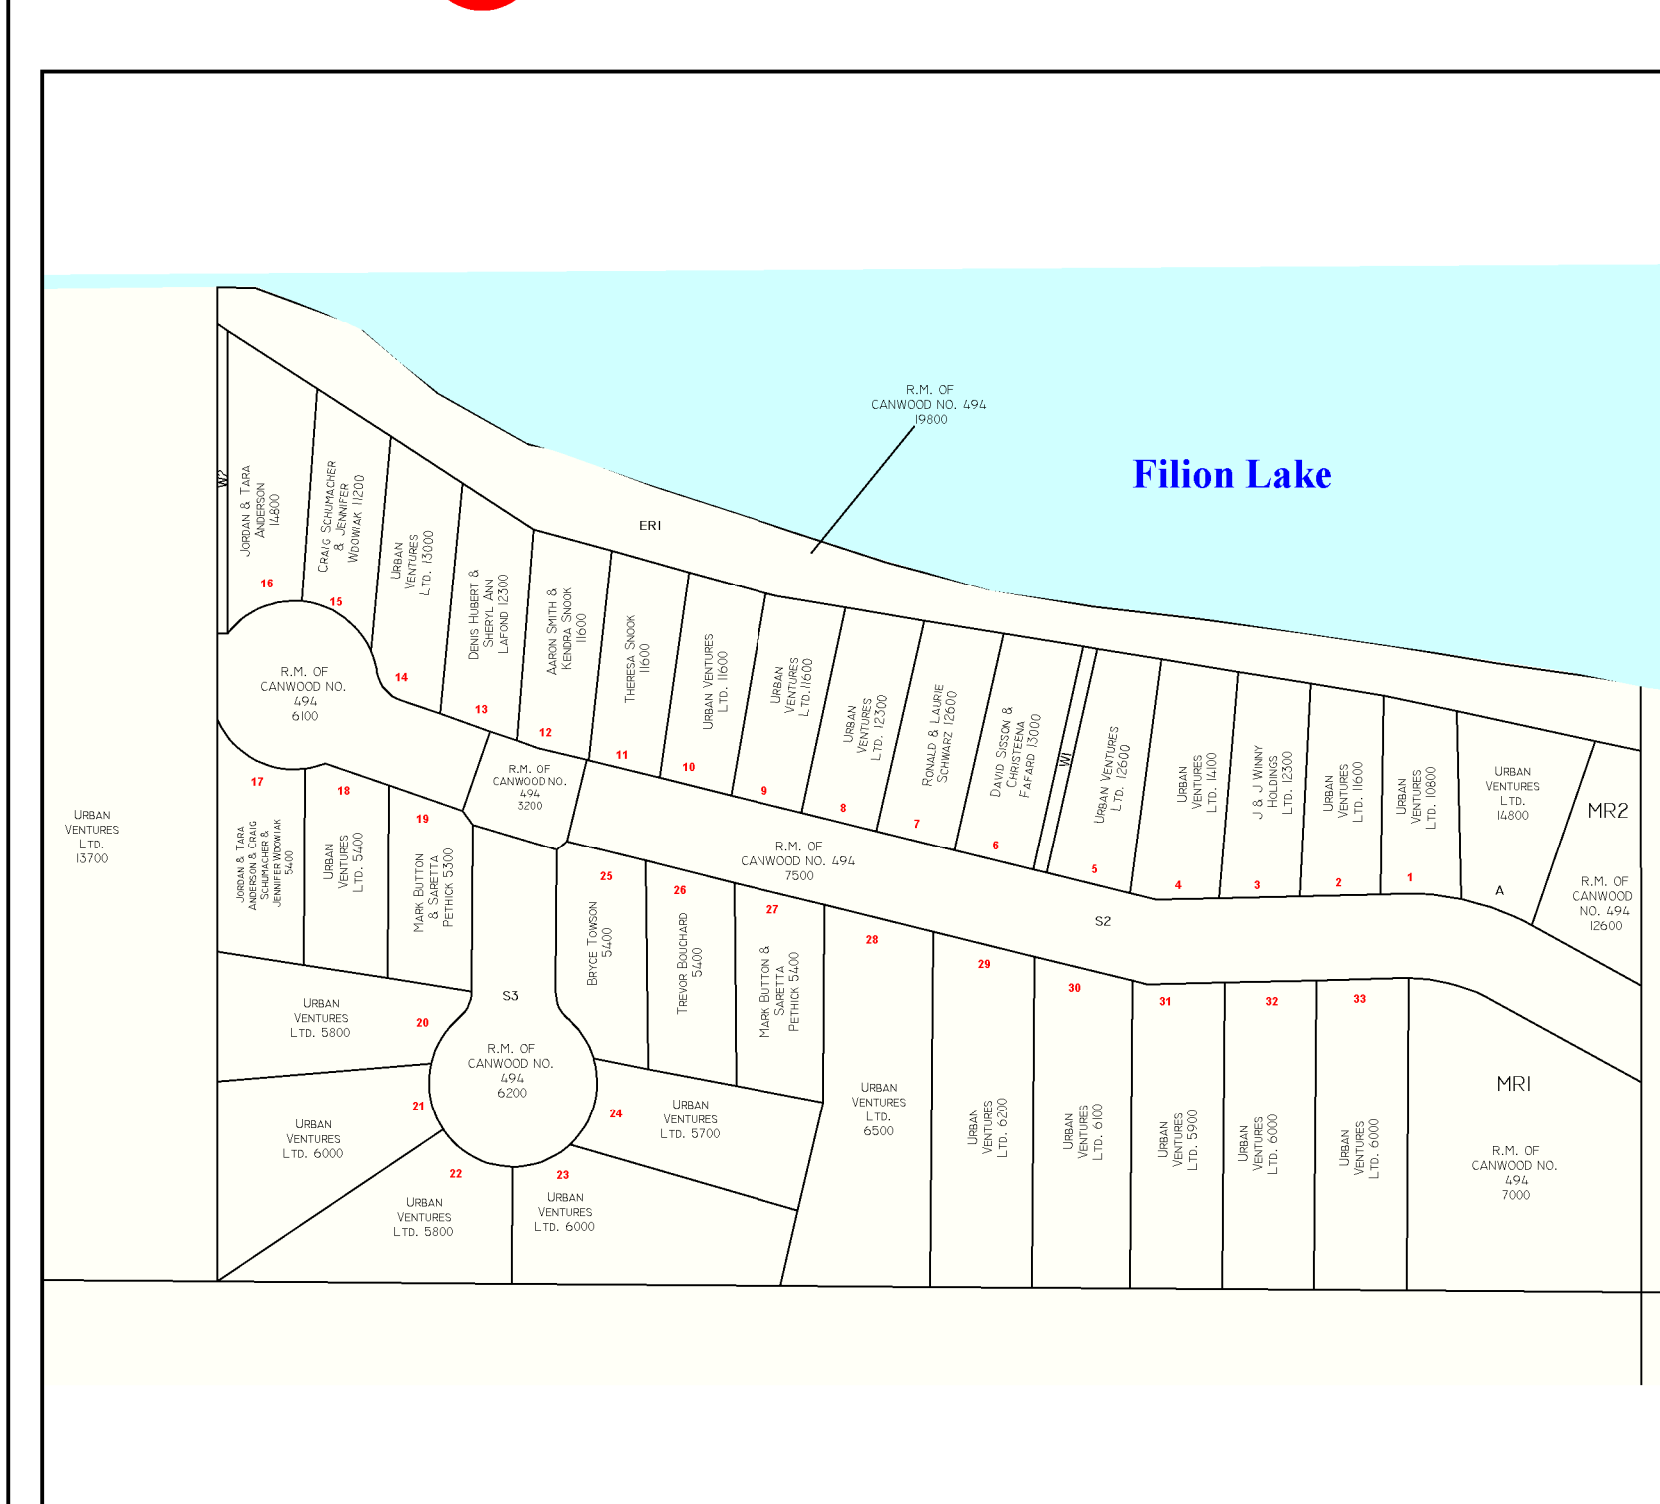 R.M. OF
CANWOOD NO. 494
19800
Filion Lake
ER1
W2
JORDAN & TARA
ANDERSON
14800
16
CRAIG SCHUMACHER
& JENNIFER
WDOWIAK 11200
15
URBAN
VENTURES
LTD. 13000
14
DENIS HUBERT &
SHERYL ANN
LAFOND 12300
13
AARON SMITH &
KENDRA SNOOK
11600
12
THERESA SNOOK
11600
11
URBAN VENTURES
LTD. 11600
10
URBAN
VENTURES
LTD.11600
9
URBAN
VENTURES
LTD. 12300
8
RONALD & LAURIE
SCHWARZ 12600
7
DAVID SISSON &
CHRISTEENA
FAFARD 13000
6
W1
URBAN VENTURES
LTD. 12600
5
URBAN
VENTURES
LTD. 14100
4
J & J WINNY
HOLDINGS
LTD. 12300
3
URBAN
VENTURES
LTD. 11600
2
URBAN
VENTURES
LTD. 10800
1
URBAN
VENTURES
LTD.
14800
A
MR2
R.M. OF
CANWOOD
NO. 494
12600
R.M. OF
CANWOOD NO.
494
6100
R.M. OF
CANWOOD NO.
494
3200
R.M. OF
CANWOOD NO. 494
7500
S2
URBAN
VENTURES
LTD.
13700
17
JORDAN & TARA
ANDERSON & CRAIG
SCHUMACHER &
JENNIFER WDOWIAK
5400
18
URBAN
VENTURES
LTD. 5400
19
MARK BUTTON
& SARETTA
PETHICK 5300
25
BRYCE TOWSON
5400
26
TREVOR BOUCHARD
5400
27
MARK BUTTON &
SARETTA
PETHICK 5400
28
URBAN
VENTURES
LTD.
6500
29
URBAN
VENTURES
LTD. 6200
30
URBAN
VENTURES
LTD. 6100
31
URBAN
VENTURES
LTD. 5900
32
URBAN
VENTURES
LTD. 6000
33
URBAN
VENTURES
LTD. 6000
MR1
R.M. OF
CANWOOD NO.
494
7000
S3
R.M. OF
CANWOOD NO.
494
6200
URBAN
VENTURES
LTD. 5800
20
21
URBAN
VENTURES
LTD. 6000
22
URBAN
VENTURES
LTD. 5800
23
URBAN
VENTURES
LTD. 6000
24
URBAN
VENTURES
LTD. 5700